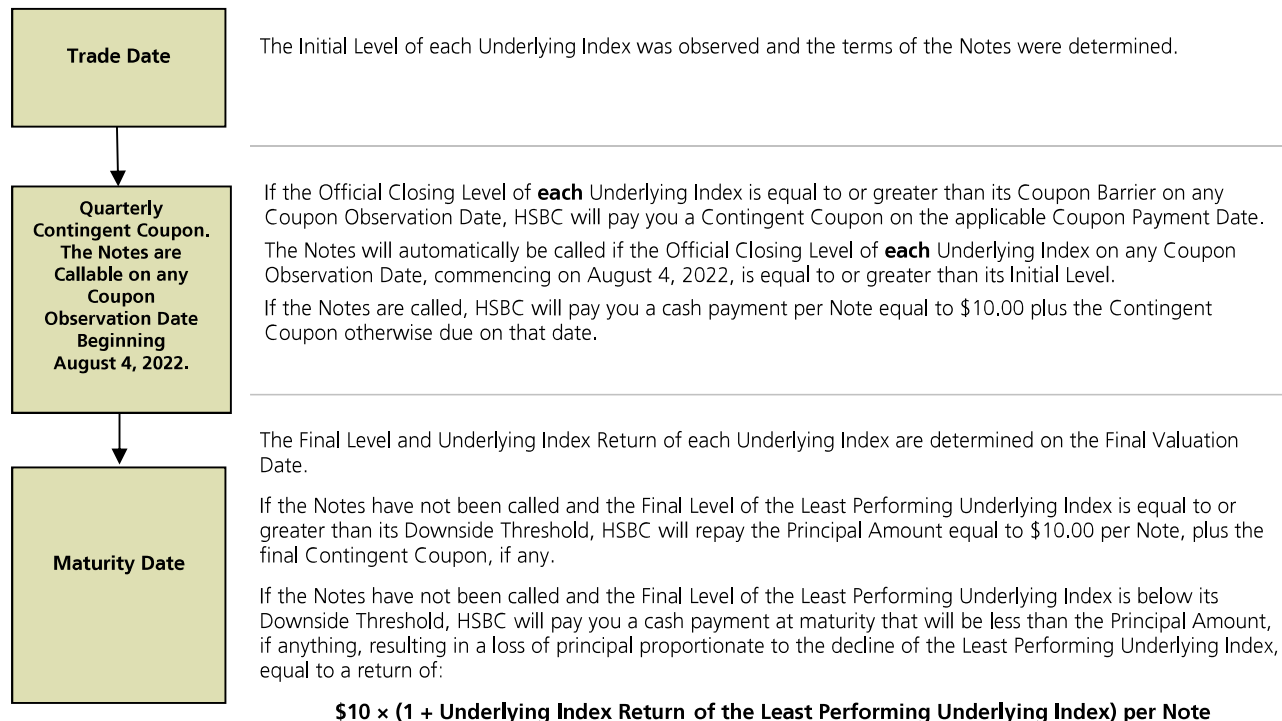 Trade Date
The Initial Level of each Underlying Index was observed and the terms of the Notes were determined.
Quarterly
Contingent Coupon.
The Notes are
Callable on any
Coupon
Observation Date
Beginning
August 4, 2022.
If the Official Closing Level of each Underlying Index is equal to or greater than its Coupon Barrier on any
Coupon Observation Date, HSBC will pay you a Contingent Coupon on the applicable Coupon Payment Date.
The Notes will automatically be called if the Official Closing Level of each Underlying Index on any Coupon
Observation Date, commencing on August 4, 2022, is equal to or greater than its Initial Level.
If the Notes are called, HSBC will pay you a cash payment per Note equal to $10.00 plus the Contingent
Coupon otherwise due on that date.
Maturity Date
The Final Level and Underlying Index Return of each Underlying Index are determined on the Final Valuation
Date.
If the Notes have not been called and the Final Level of the Least Performing Underlying Index is equal to or
greater than its Downside Threshold, HSBC will repay the Principal Amount equal to $10.00 per Note, plus the
final Contingent Coupon, if any.
If the Notes have not been called and the Final Level of the Least Performing Underlying Index is below its
Downside Threshold, HSBC will pay you a cash payment at maturity that will be less than the Principal Amount,
if anything, resulting in a loss of principal proportionate to the decline of the Least Performing Underlying Index,
equal to a return of:
$10 × (1 + Underlying Index Return of the Least Performing Underlying Index) per Note